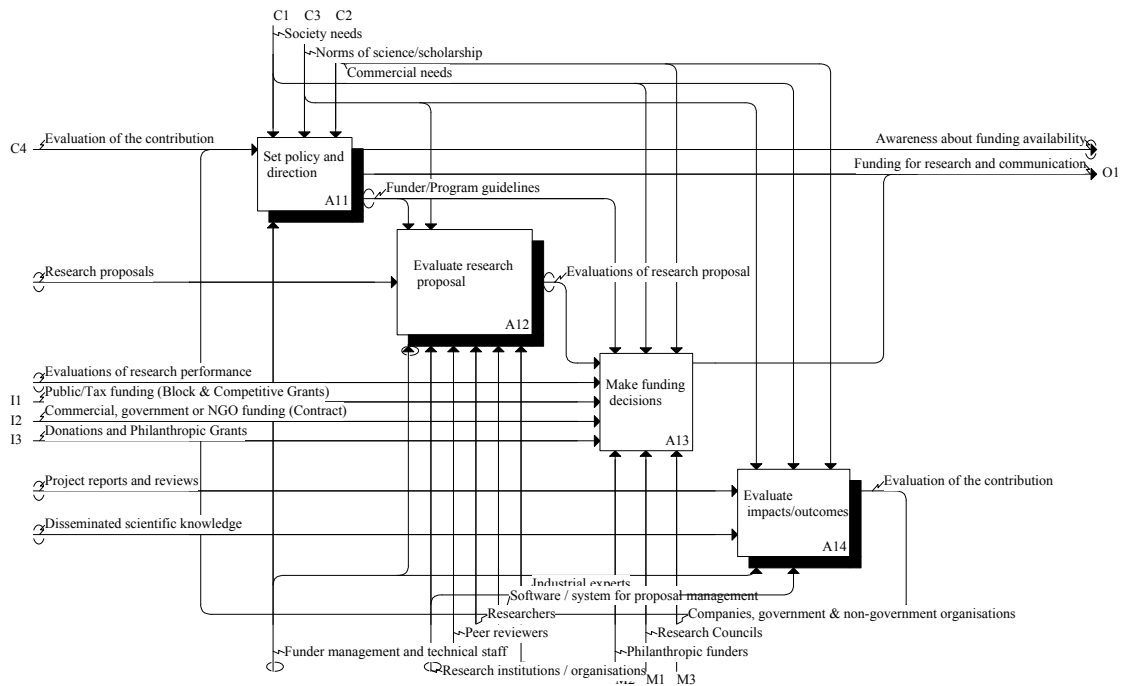 C1 C3 C2
Society needs
Norms of science/scholarship
Commercial needs
C4
Evaluation of the contribution
Awareness about funding availability
Set policy and
direction
A11
Funding for research and communication
O1
Funder/Program guidelines
Research proposals
Evaluate research
proposal
A12
Evaluations of research proposal
Evaluations of research performance
I1
Public/Tax funding (Block & Competitive Grants)
I2
Commercial, government or NGO funding (Contract)
I3
Donations and Philanthropic Grants
Make funding
decisions
A13
Project reports and reviews
Evaluate
impacts/outcomes
A14
Evaluation of the contribution
Disseminated scientific knowledge
Industrial experts
Software / system for proposal management
Researchers
Companies, government & non-government organisations
Peer reviewers
Research Councils
Funder management and technical staff
Philanthropic funders
Research institutions / organisations
M1 M3